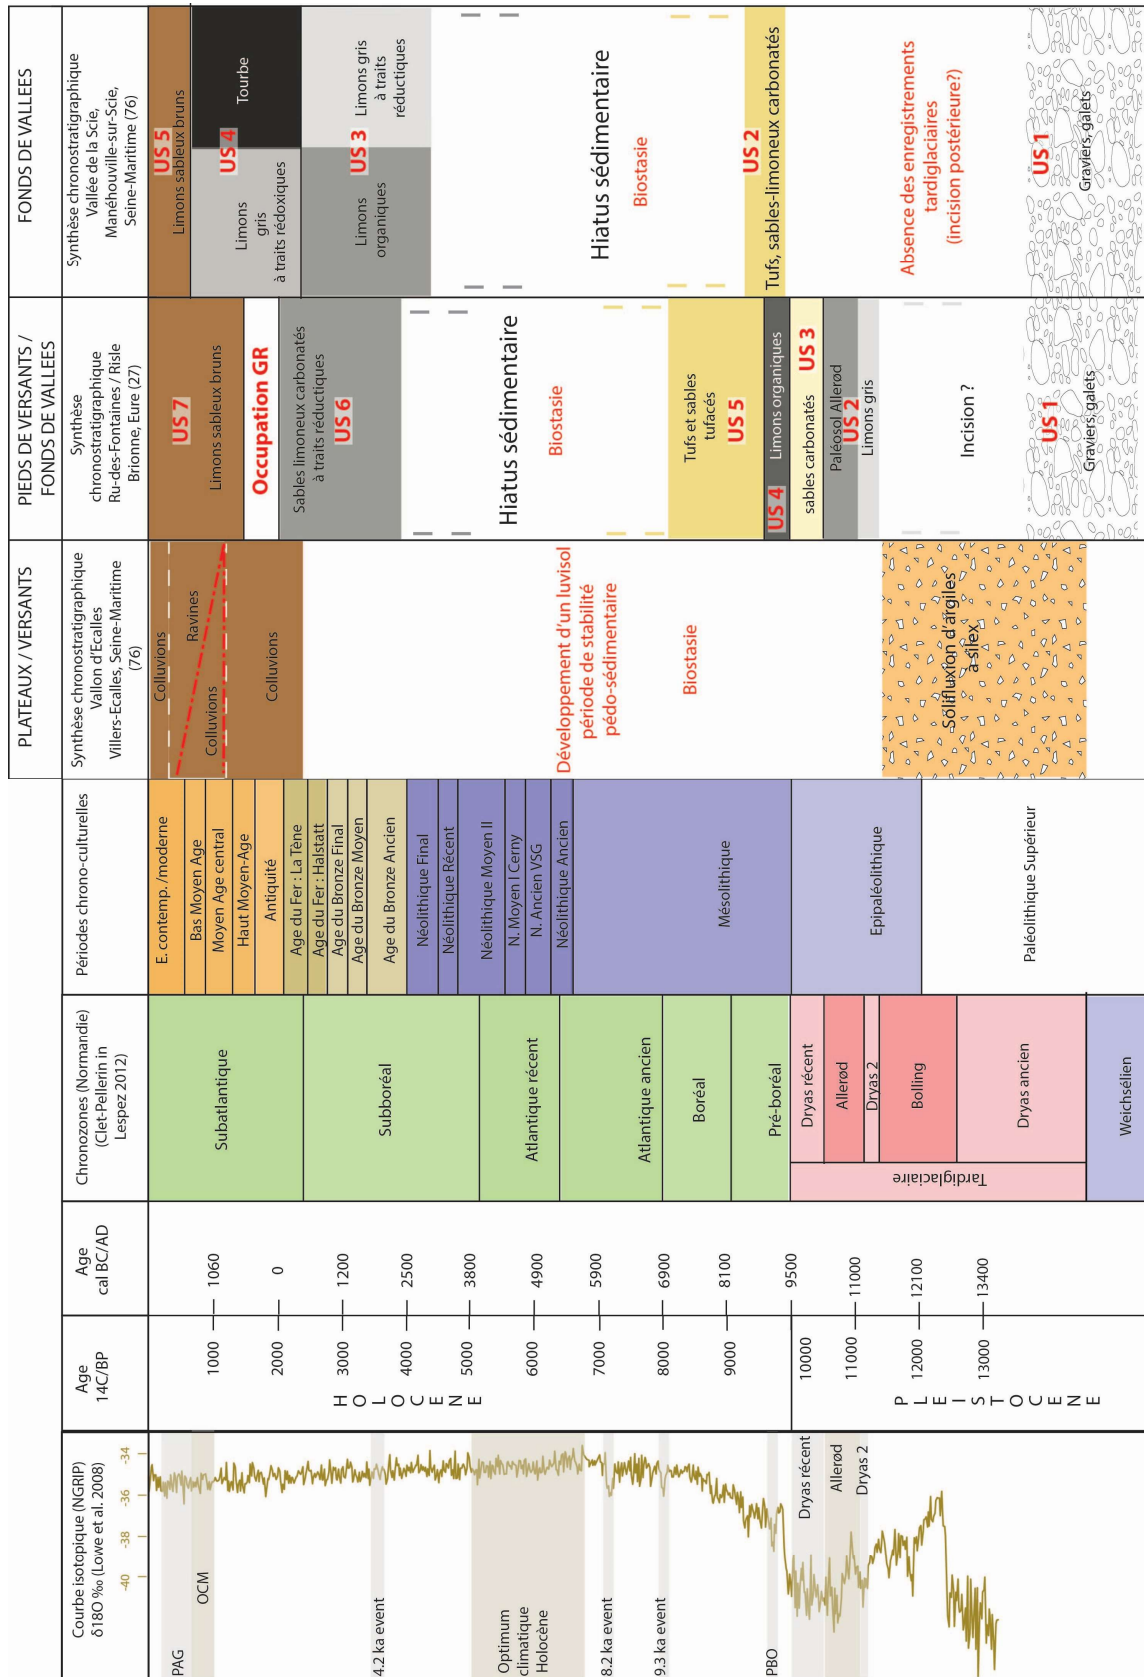 Courbe isotopique (NGRIP)
δ18O ‰ (Lowe et al. 2008)
-40
-38
-36
-34
PAG
OCM
4.2 ka event
Optimum
climatique
Holocène
8.2 ka event
9.3 ka event
PBO
Dryas récent
Allerød
Dryas 2
Age
14C/BP
1000
2000
3000
4000
5000
6000
7000
8000
9000
10000
11000
12000
13000
HOLOCENE
PLEISTOCENE
Age
cal BC/AD
1060
0
1200
2500
3800
4900
5900
6900
8100
9500
11000
12100
13400
Chronozones (Normandie)
(Clet-Pellerin in
Lespez 2012)
Subatlantique
Subboréal
Atlantique récent
Atlantique ancien
Boréal
Pré-boréal
Dryas récent
Allerød
Dryas 2
Bolling
Dryas ancien
Tardiglaciaire
Weichsélien
Périodes chrono-culturelles
E. contemp. /moderne
Bas Moyen Age
Moyen Age central
Haut Moyen-Age
Antiquité
Age du Fer : La Tène
Age du Fer : Halstatt
Age du Bronze Final
Age du Bronze Moyen
Age du Bronze Ancien
Néolithique Final
Néolithique Récent
Néolithique Moyen II
N. Moyen I Cerny
N. Ancien VSG
Néolithique Ancien
Mésolithique
Epipaléolithique
Paléolithique Supérieur
PLATEAUX / VERSANTS
Synthèse chronostratigraphique
Vallon d'Ecalles
Villers-Ecalles, Seine-Maritime
(76)
Colluvions
Ravines
Colluvions
Colluvions
Développement d'un luvisol
période de stabilité
pédo-sédimentaire
Biostasie
Solifluxion d'argiles
à silex
PIEDS DE VERSANTS /
FONDS DE VALLEES
Synthèse
chronostratigraphique
Ru-des-Fontaines / Risle
Brionne, Eure (27)
US 7
Limons sableux bruns
Occupation GR
Sables limoneux carbonatés
à traits réductiques
US 6
Hiatus sédimentaire
Biostasie
Tufs et sables
tufacés
US 5
US 4
Limons organiques
sables carbonatés
US 3
Paléosol Allerød
US 2
Limons gris
Incision ?
US 1
Graviers, galets
FONDS DE VALLEES
Synthèse chronostratigraphique
Vallée de la Scie,
Manéhouville-sur-Scie,
Seine-Maritime (76)
US 5
Limons sableux bruns
US 4
Tourbe
Limons
gris
à traits rédoxiques
US 3
Limons gris
à traits
réductiques
Limons
organiques
Hiatus sédimentaire
Biostasie
US 2
Tufs, sables-limoneux carbonatés
Absence des enregistrements
tardiglaciaires
(incision postérieure?)
US 1
Graviers, galets